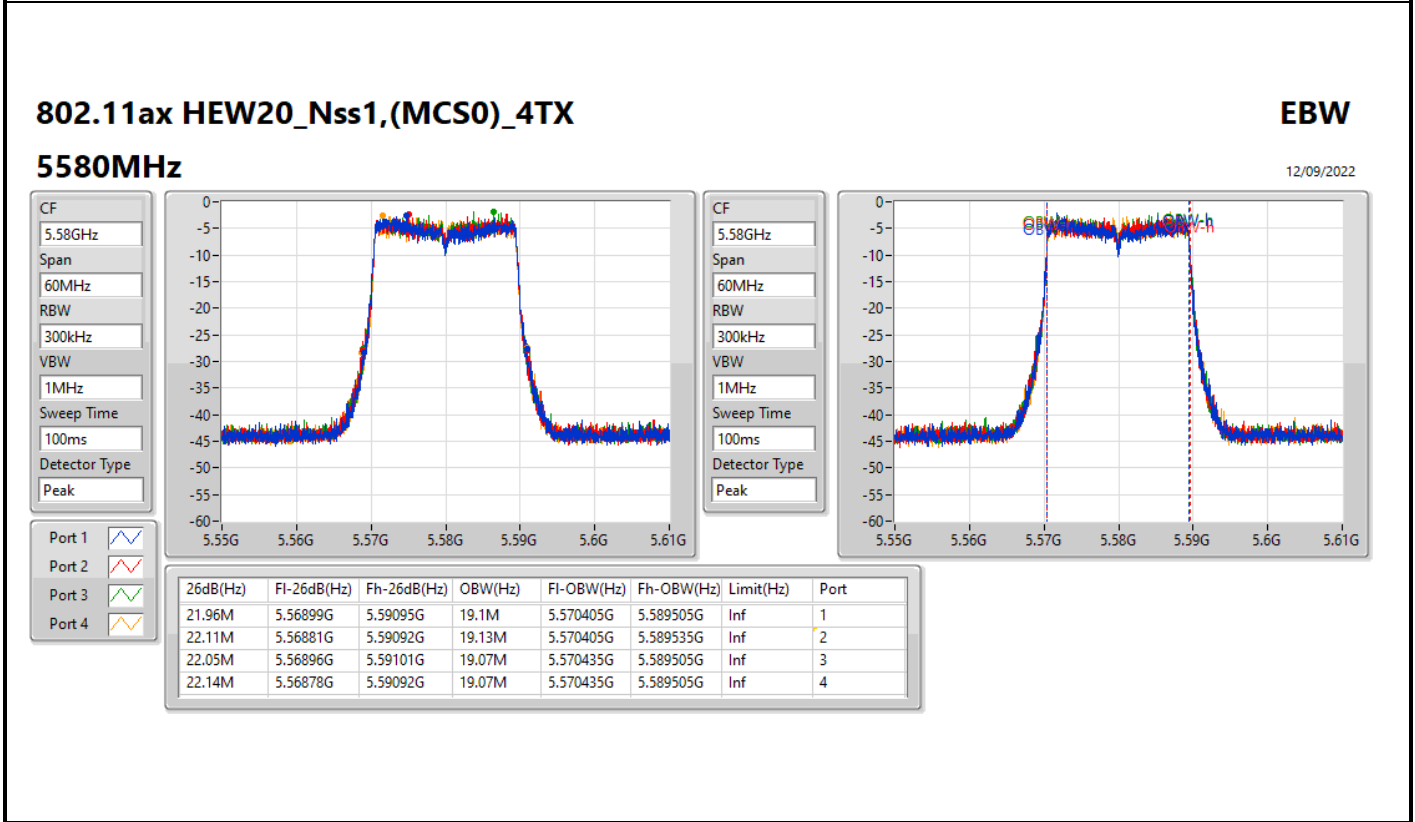 802.11ax HEW20_Nss1,(MCS0)_4TX
EBW
5580MHz
12/09/2022
CF
5.58GHz
Span
60MHz
RBW
300kHz
VBW
1MHz
Sweep Time
100ms
Detector Type
Peak
0
-5
-10
-15
-20
-25
-30
-35
-40
-45
-50
-55
-60
5.55G 5.56G 5.57G 5.58G 5.59G 5.6G 5.61G
CF
5.58GHz
Span
60MHz
RBW
300kHz
VBW
1MHz
Sweep Time
100ms
Detector Type
Peak
0
-5
-10
-15
-20
-25
-30
-35
-40
-45
-50
-55
-60
OBW-h
5.55G 5.56G 5.57G 5.58G 5.59G 5.6G 5.61G
Port 1
Port 2
Port 3
Port 4
26dB(Hz) Fl-26dB(Hz) Fh-26dB(Hz) OBW(Hz) Fl-OBW(Hz) Fh-OBW(Hz) Limit(Hz) Port
21.96M 5.56899G 5.59095G 19.1M 5.570405G 5.589505G Inf 1
22.11M 5.56881G 5.59092G 19.13M 5.570405G 5.589535G Inf 2
22.05M 5.56896G 5.59101G 19.07M 5.570435G 5.589505G Inf 3
22.14M 5.56878G 5.59092G 19.07M 5.570435G 5.589505G Inf 4